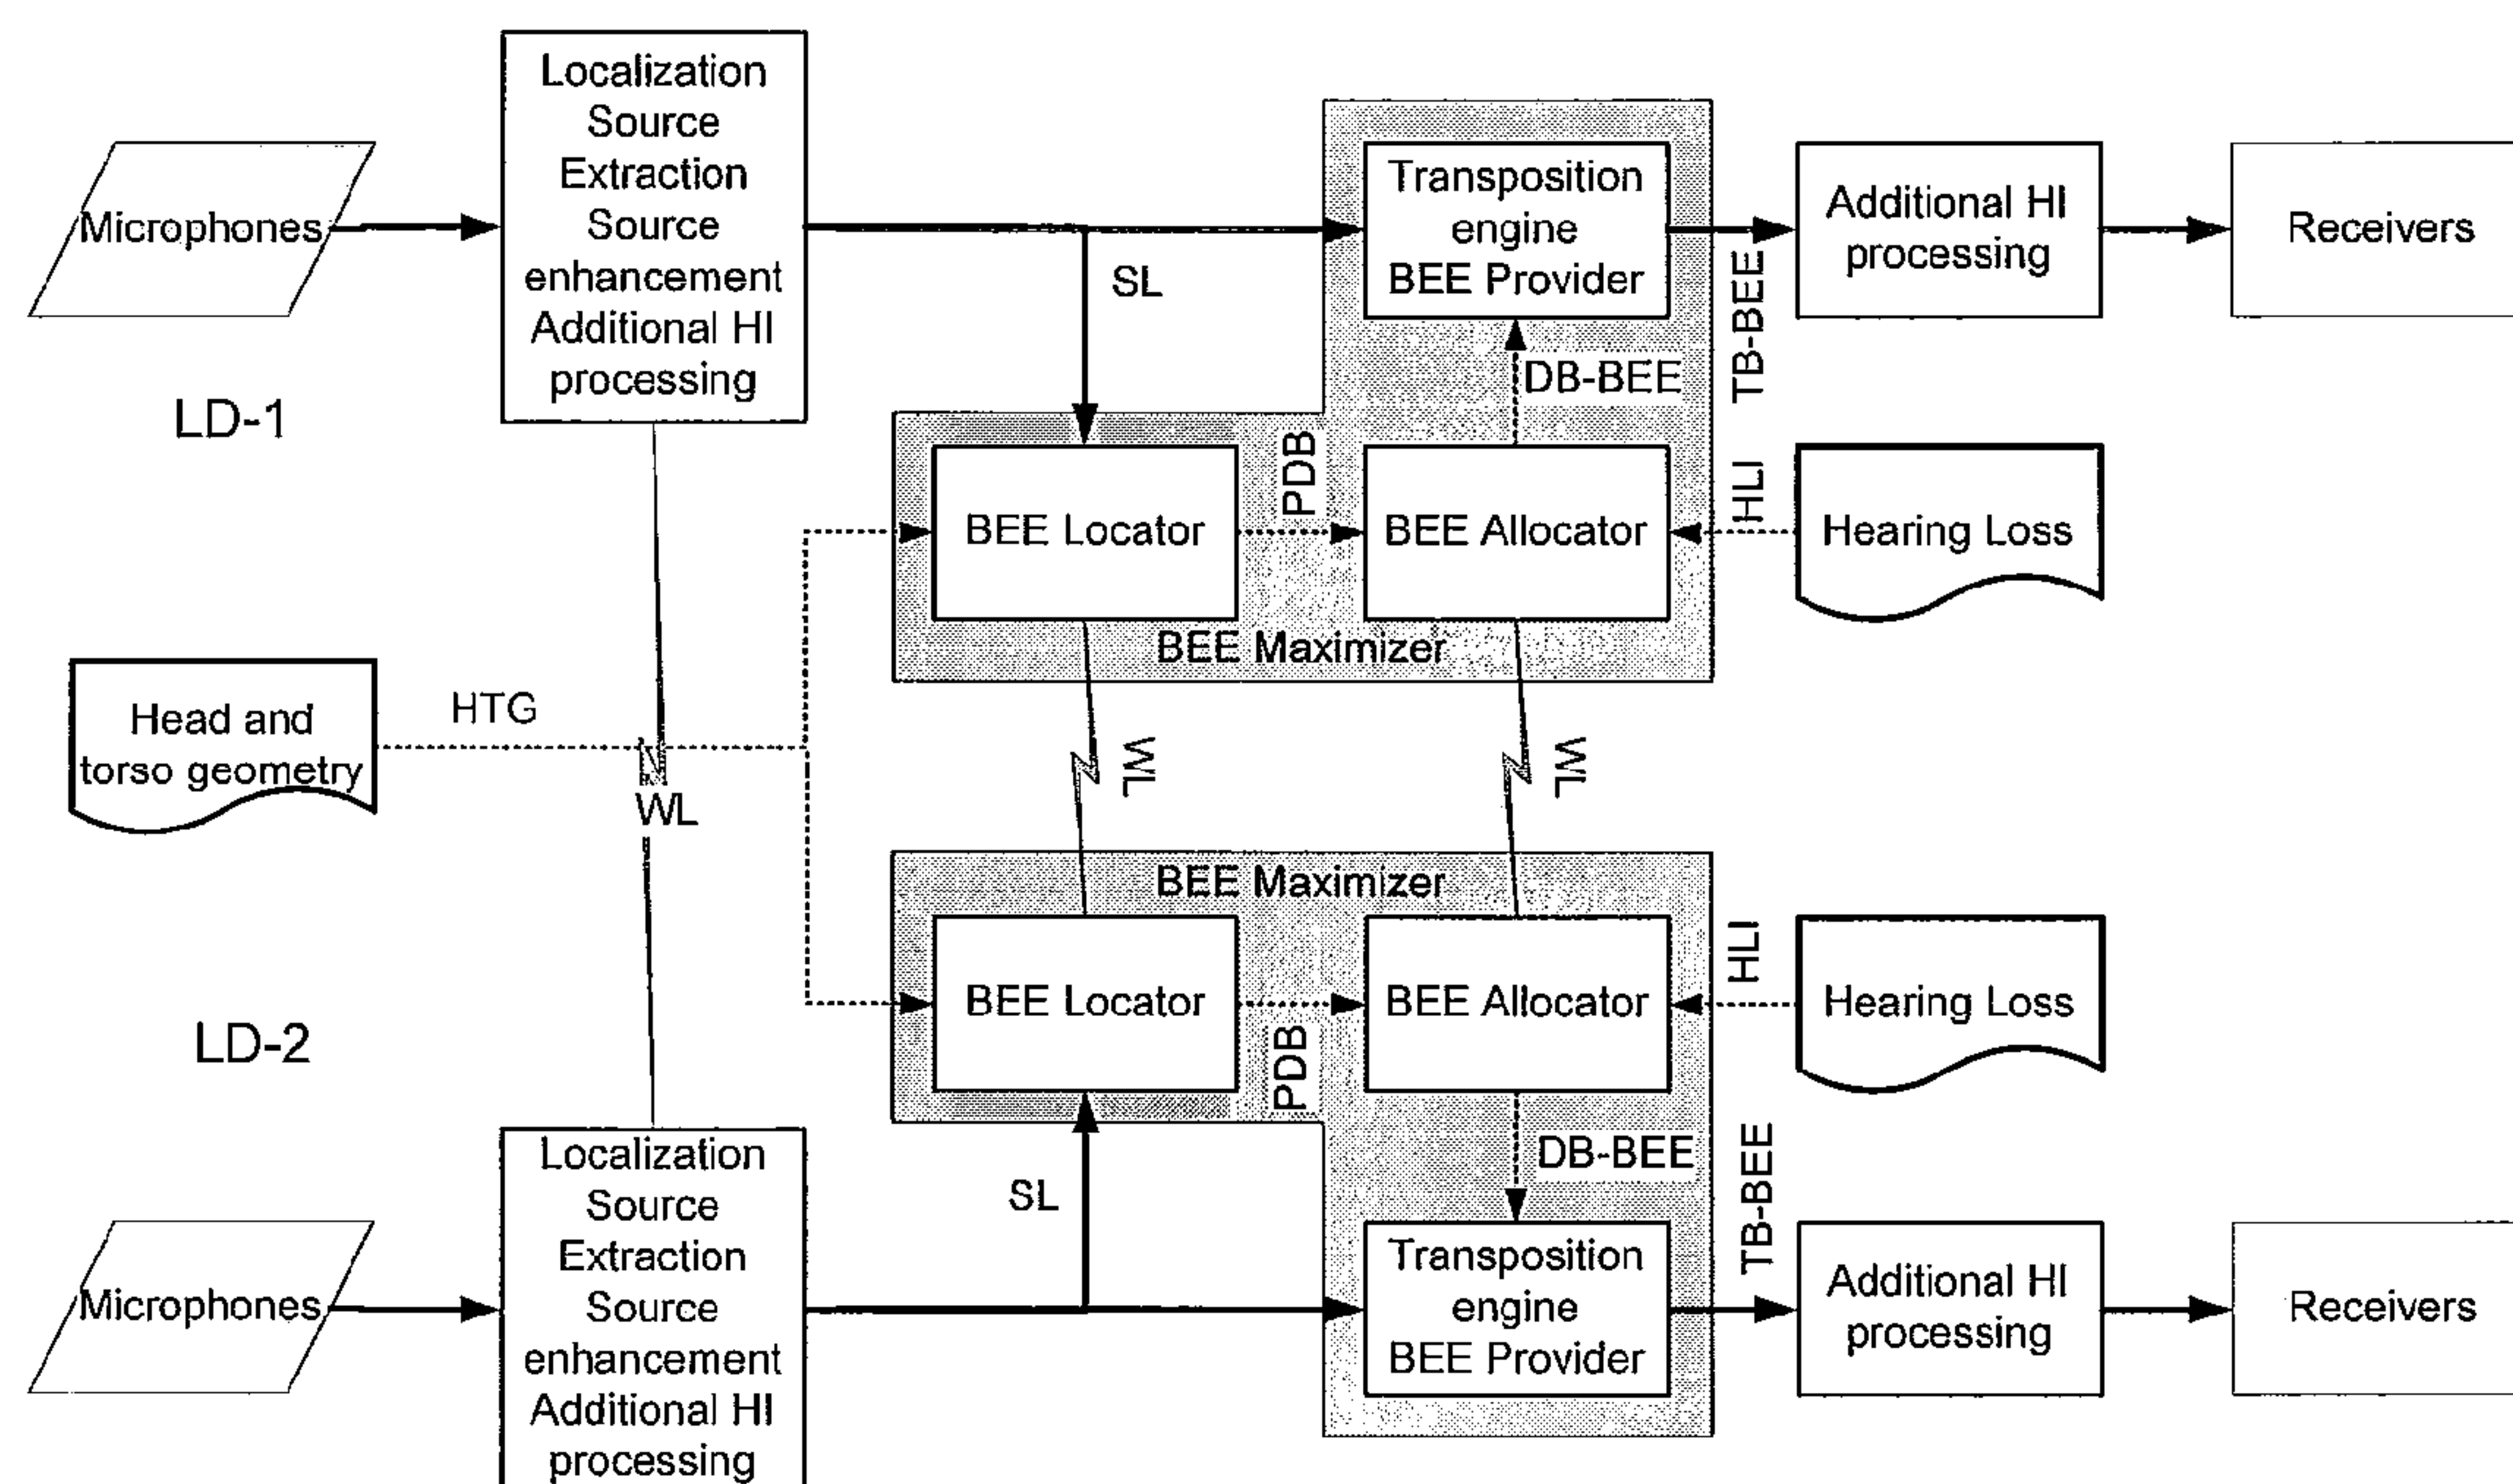 Localization
Source
Extraction
Source
enhancement
Additional HI
processing
Microphones
LD-1
SL
Transposition
engine
BEE Provider
TB-BEE
Additional HI
processing
Receivers
DB-BEE
BEE Locator
PDB
BEE Allocator
HLI
Hearing Loss
BEE Maximizer
Head and
torso geometry
HTG
WL
WL
WL
BEE Maximizer
BEE Locator
PDB
BEE Allocator
HLI
Hearing Loss
LD-2
SL
DB-BEE
TB-BEE
Microphones
Localization
Source
Extraction
Source
enhancement
Additional HI
processing
Transposition
engine
BEE Provider
Additional HI
processing
Receivers